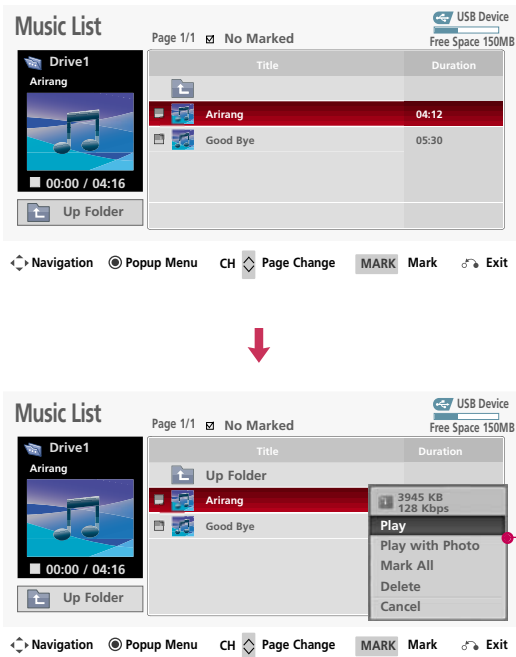 Music List
Page 1/1 No Marked
USB Device
Free Space 150MB
Drive1
Arirang
00:00 / 04:16
Up Folder
Title Duration
Arirang 04:12
Good Bye 05:30
Navigation Popup Menu CH Page Change MARK Mark Exit
Music List
Page 1/1 No Marked
USB Device
Free Space 150MB
Drive1
Arirang
00:00 / 04:16
Up Folder
Title Duration
Up Folder
Arirang
Good Bye
3945 KB
128 Kbps
Play
Play with Photo
Mark All
Delete
Cancel
Navigation Popup Menu CH Page Change MARK Mark Exit